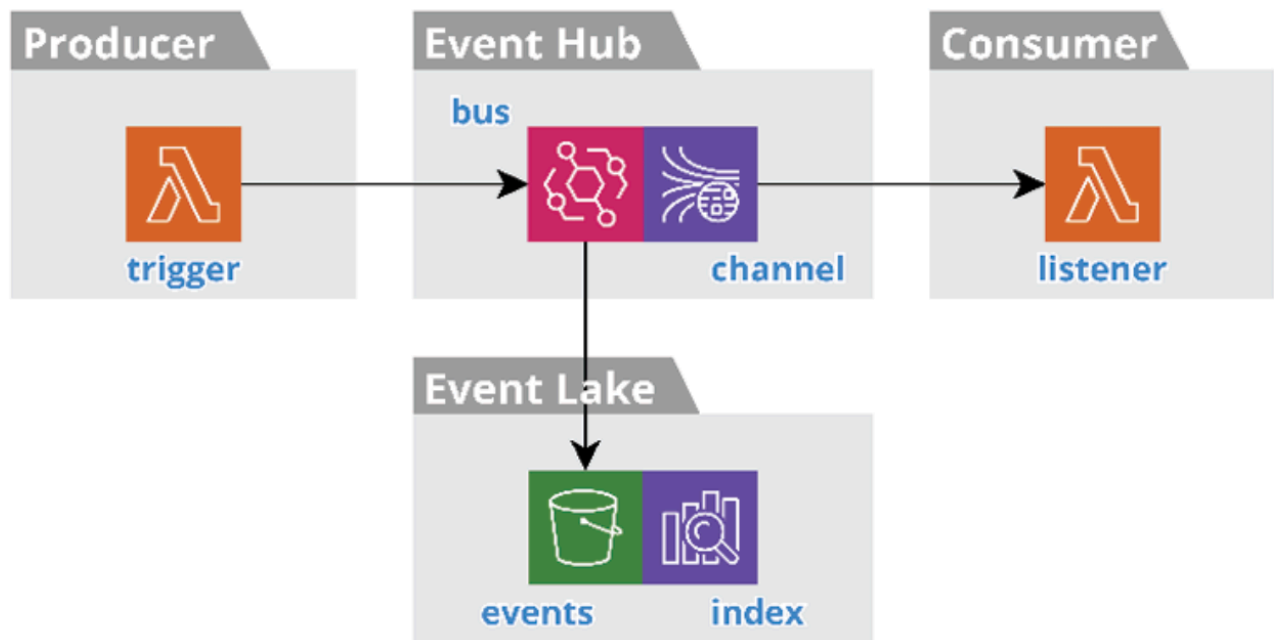 Producer
Event Hub
Consumer
bus
trigger
channel
listener
Event Lake
events
index